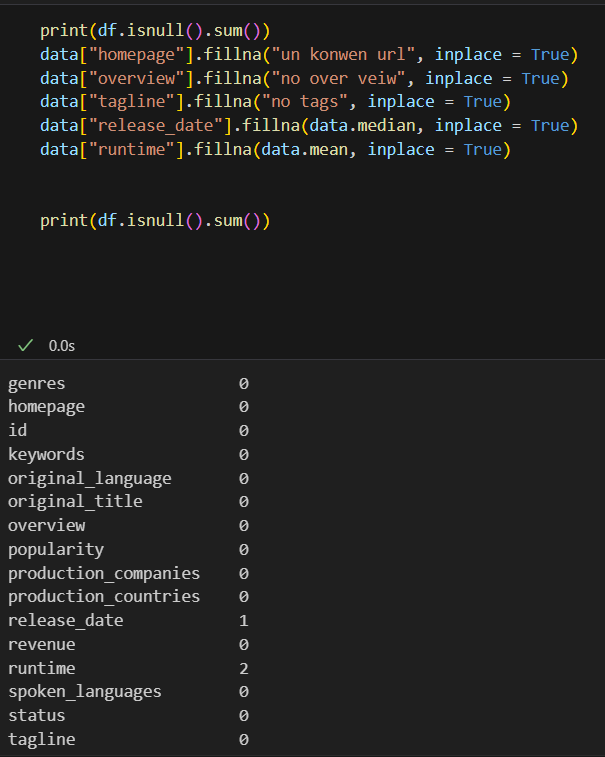 print(df.isnull().sum())
data["homepage"].fillna("un konwen url", inplace = True)
data["overview"].fillna("no over veiw", inplace = True)
data["tagline"].fillna("no tags", inplace = True)
data["release_date"].fillna(data.median, inplace = True)
data["runtime"].fillna(data.mean, inplace = True)
print(df.isnull().sum())
0.0s
genres 0
homepage 0
id 0
keywords 0
original_language 0
original_title 0
overview 0
popularity 0
production_companies 0
production_countries 0
release_date 1
revenue 0
runtime 2
spoken_languages 0
status 0
tagline 0